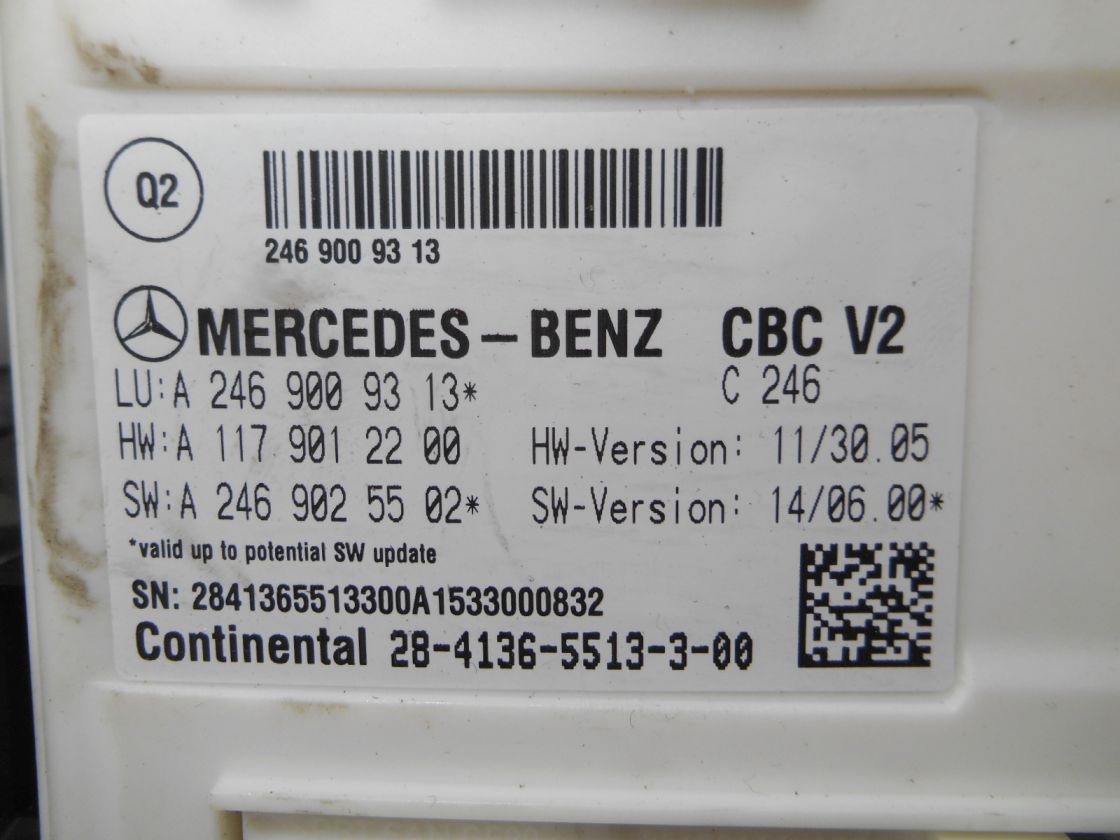 Q2
246 900 93 13
MERCEDES-BENZ CBC V2
LU:A 246 900 93 13* C 246
HW:A 117 901 22 00 HW-Version: 11/30.05
SW:A 246 902 55 02* SW-Version: 14/06.00*
*valid up to potential SW update
SN: 2841365513300A1533000832
Continental 28-4136-5513-3-00